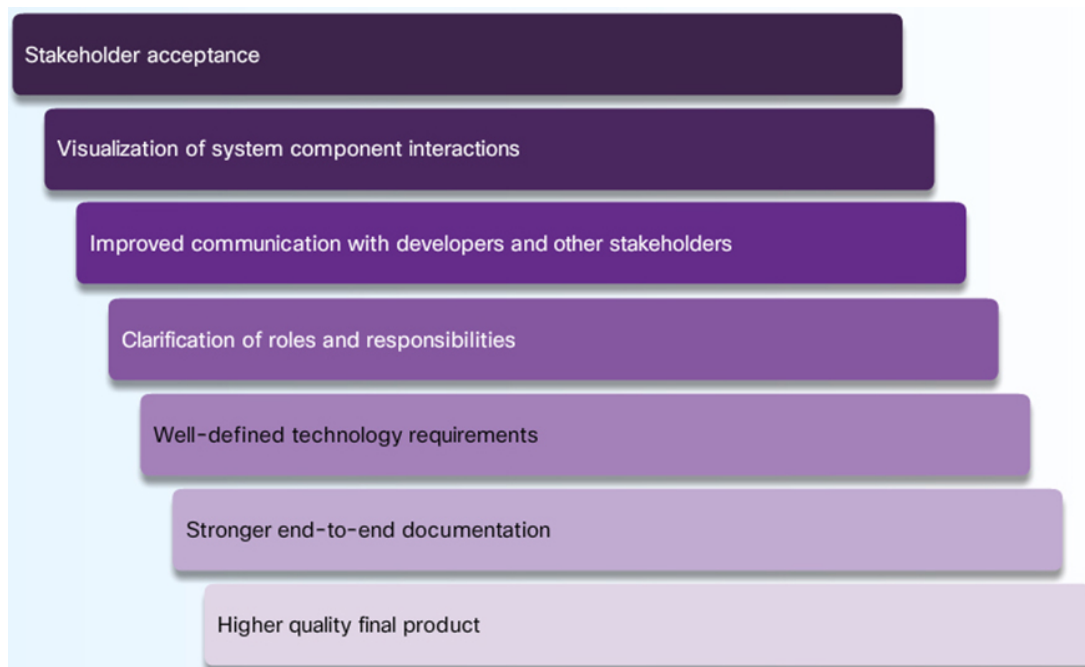 Stakeholder acceptance
Visualization of system component interactions
Improved communication with developers and other stakeholders
Clarification of roles and responsibilities
Well-defined technology requirements
Stronger end-to-end documentation
Higher quality final product